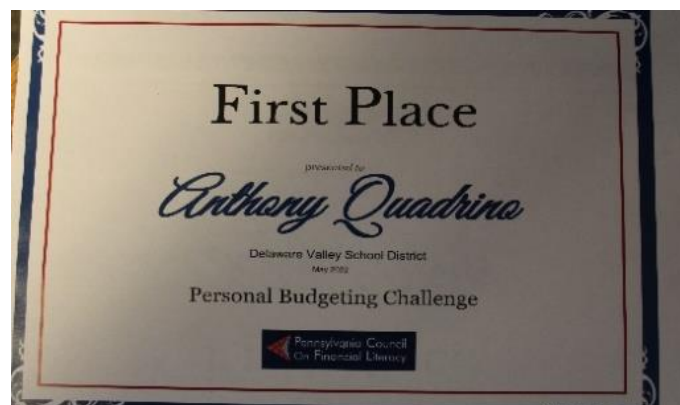 First Place
presented to
Anthony Quadrino
Delaware Valley School District
May 2022
Personal Budgeting Challenge
Pennsylvania Council
On Financial Literacy